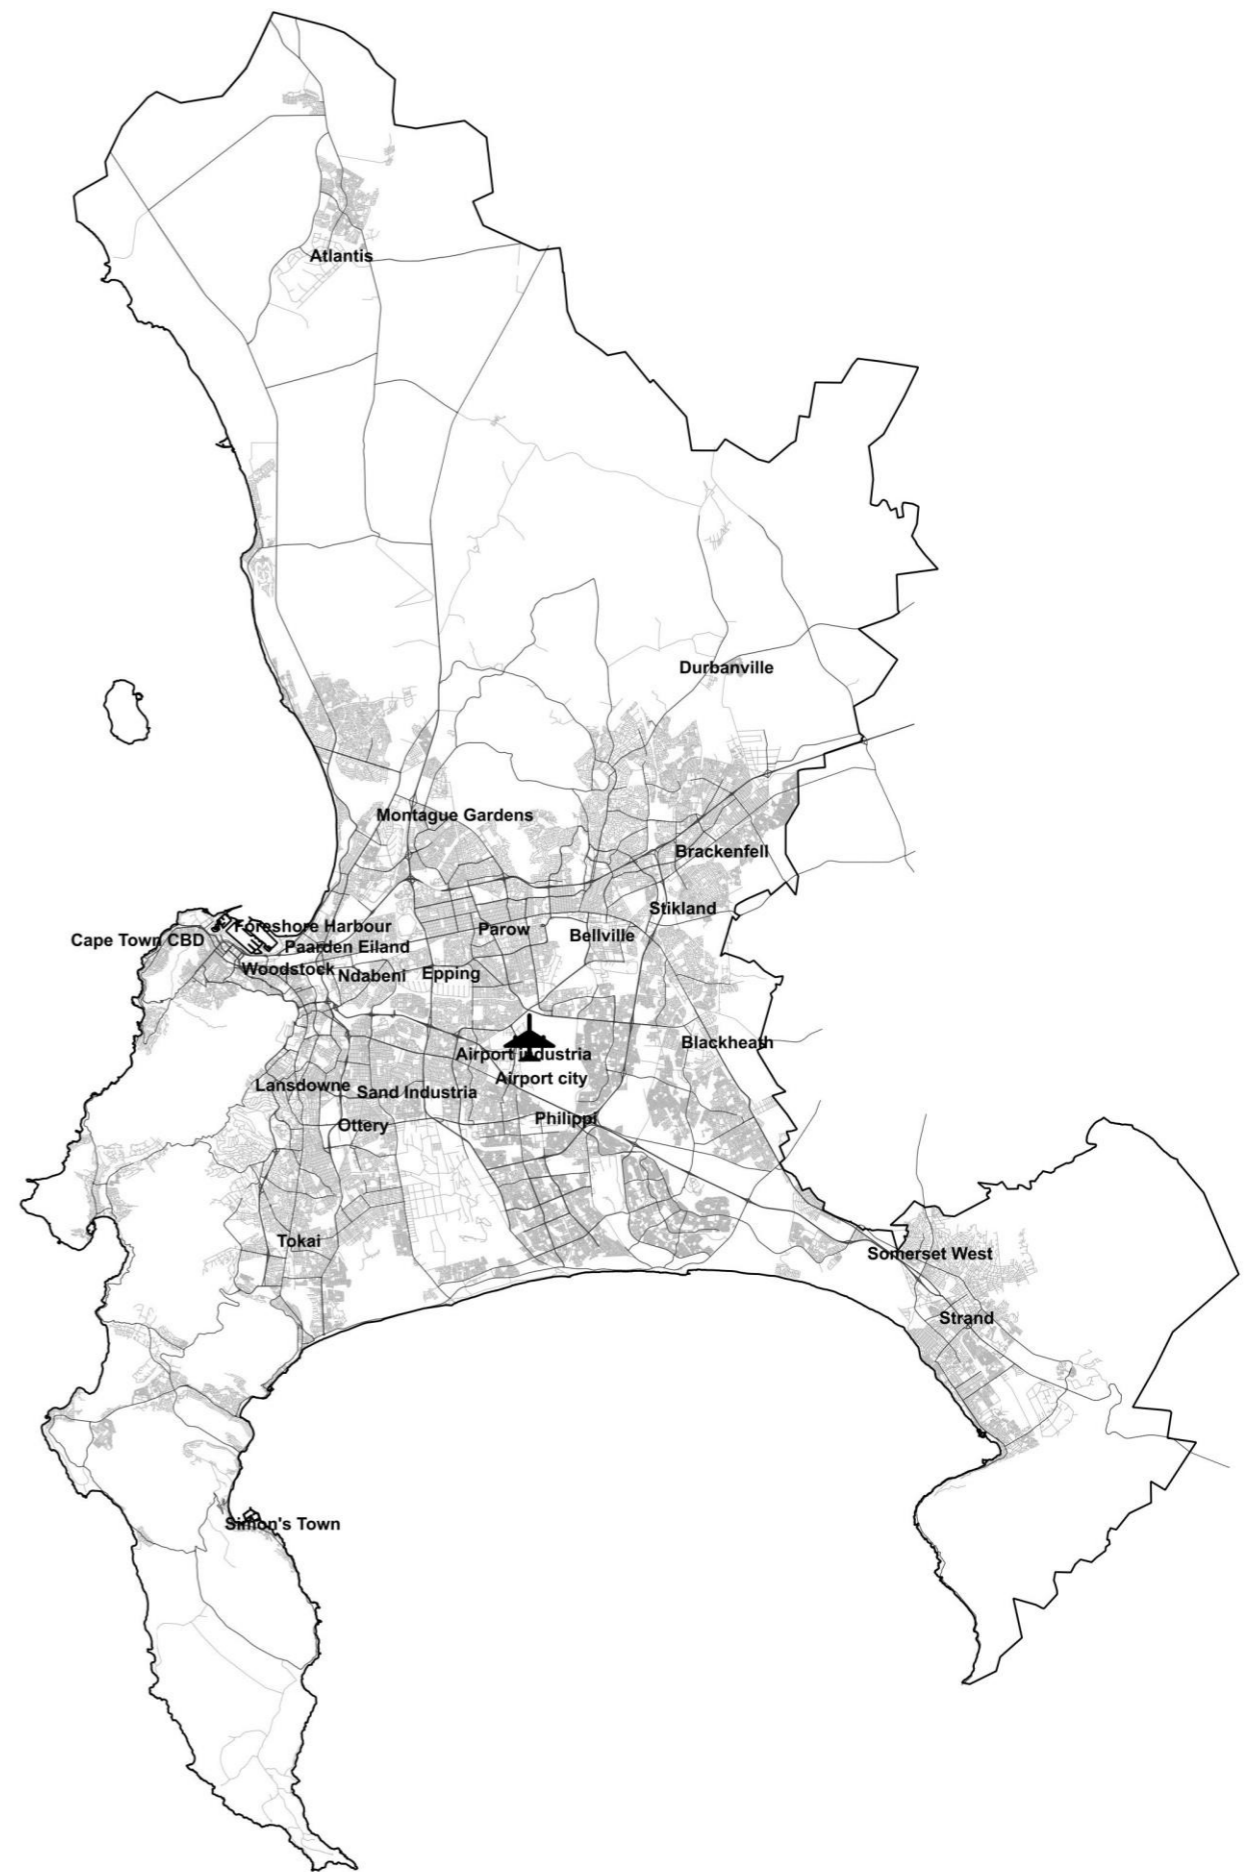 Atlantis
Durbanville
Montague Gardens
Brackenfell
Stikland
Foreshore Harbour
Parow
Bellville
Cape Town CBD
Paarden Eiland
Woodstock
Ndabeni
Epping
Blackheath
Airport industria
Airport city
Lansdowne
Sand Industria
Philippi
Ottery
Tokai
Somerset West
Strand
Simon's Town